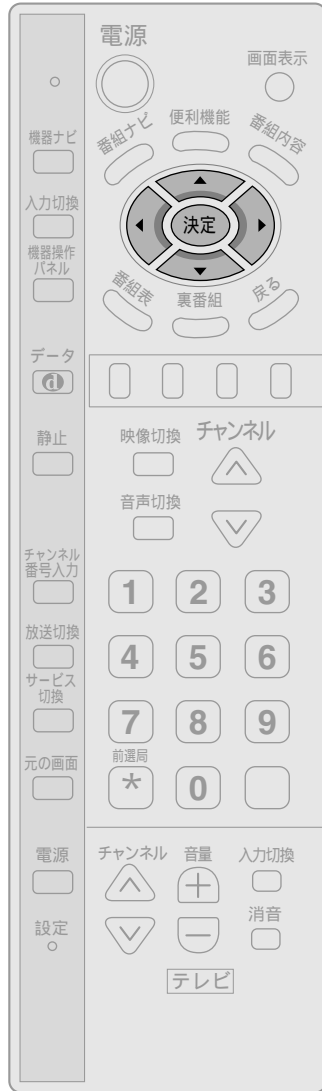 電源
画面表示
機器ナビ
番組ナビ
便利機能
番組内容
入力切換
決定
機器操作
パネル
番組表
裏番組
戻る
データ
d
静止
映像切換
チャンネル
音声切換
チャンネル
番号入力
1 2 3
放送切換
4 5 6
サービス
切換
7 8 9
元の画面
前選局
* 0
電源
チャンネル
音量
入力切換
+
消音
設定
−
テレビ